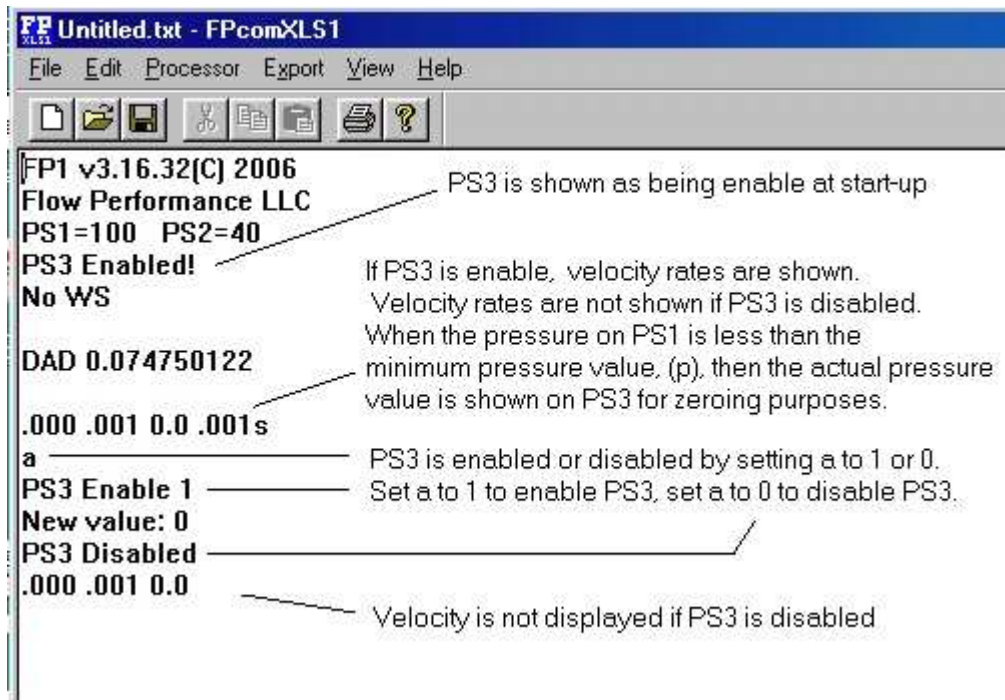 FP XLS1 Untitled.txt - FPcomXLS1
File Edit Processor Export View Help
FP1 v3.16.32(C) 2006
Flow Performance LLC
PS1=100 PS2=40
PS3 Enabled!
No WS
DAD 0.074750122
.000 .001 0.0 .001s
a
PS3 Enable 1
New value: 0
PS3 Disabled
.000 .001 0.0
PS3 is shown as being enable at start-up
If PS3 is enable, velocity rates are shown.
Velocity rates are not shown if PS3 is disabled.
When the pressure on PS1 is less than the
minimum pressure value, (p), then the actual pressure
value is shown on PS3 for zeroing purposes.
PS3 is enabled or disabled by setting a to 1 or 0.
Set a to 1 to enable PS3, set a to 0 to disable PS3.
Velocity is not displayed if PS3 is disabled